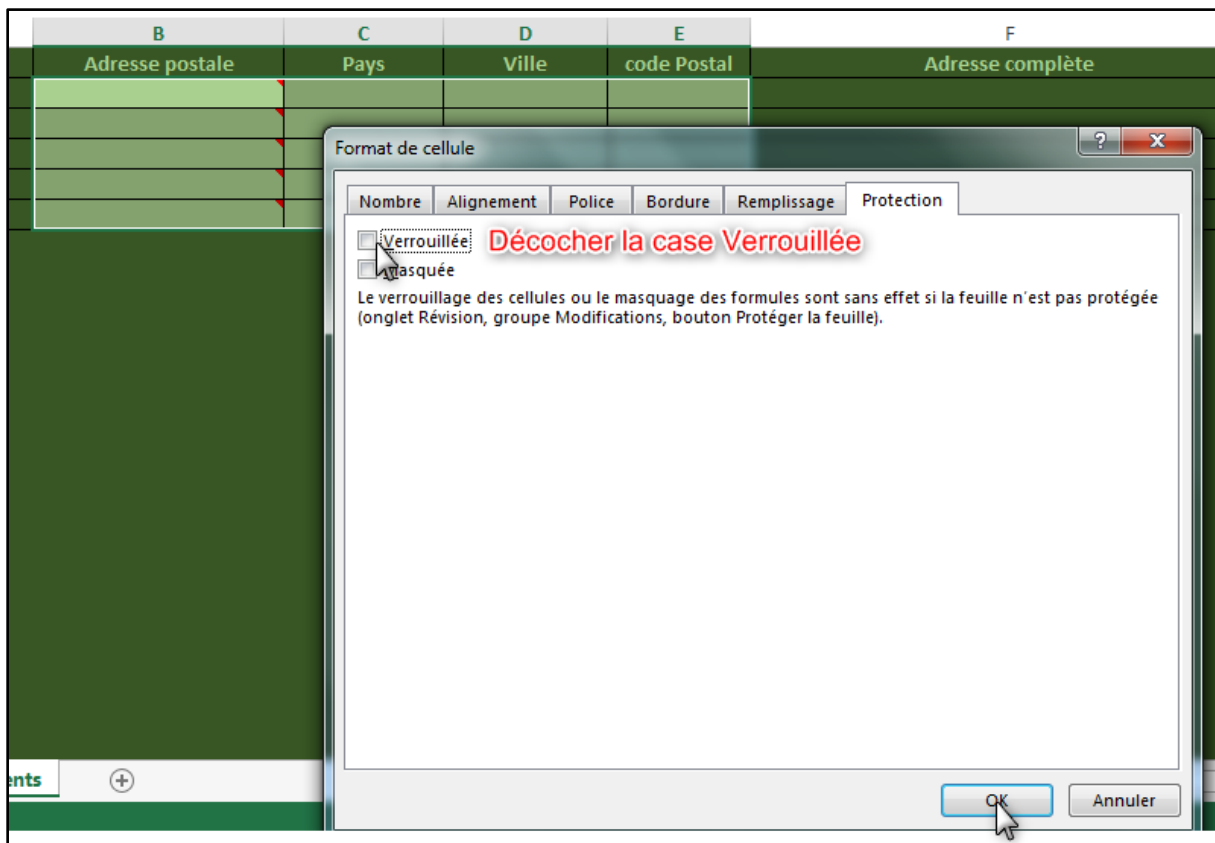 B C D E F
Adresse postale Pays Ville code Postal Adresse complète
Format de cellule ? X
Nombre Alignement Police Bordure Remplissage Protection
Verrouillée Décocher la case Verrouillée
Masquée
Le verrouillage des cellules ou le masquage des formules sont sans effet si la feuille n'est pas protégée
(onglet Révision, groupe Modifications, bouton Protéger la feuille).
ents +
OK Annuler